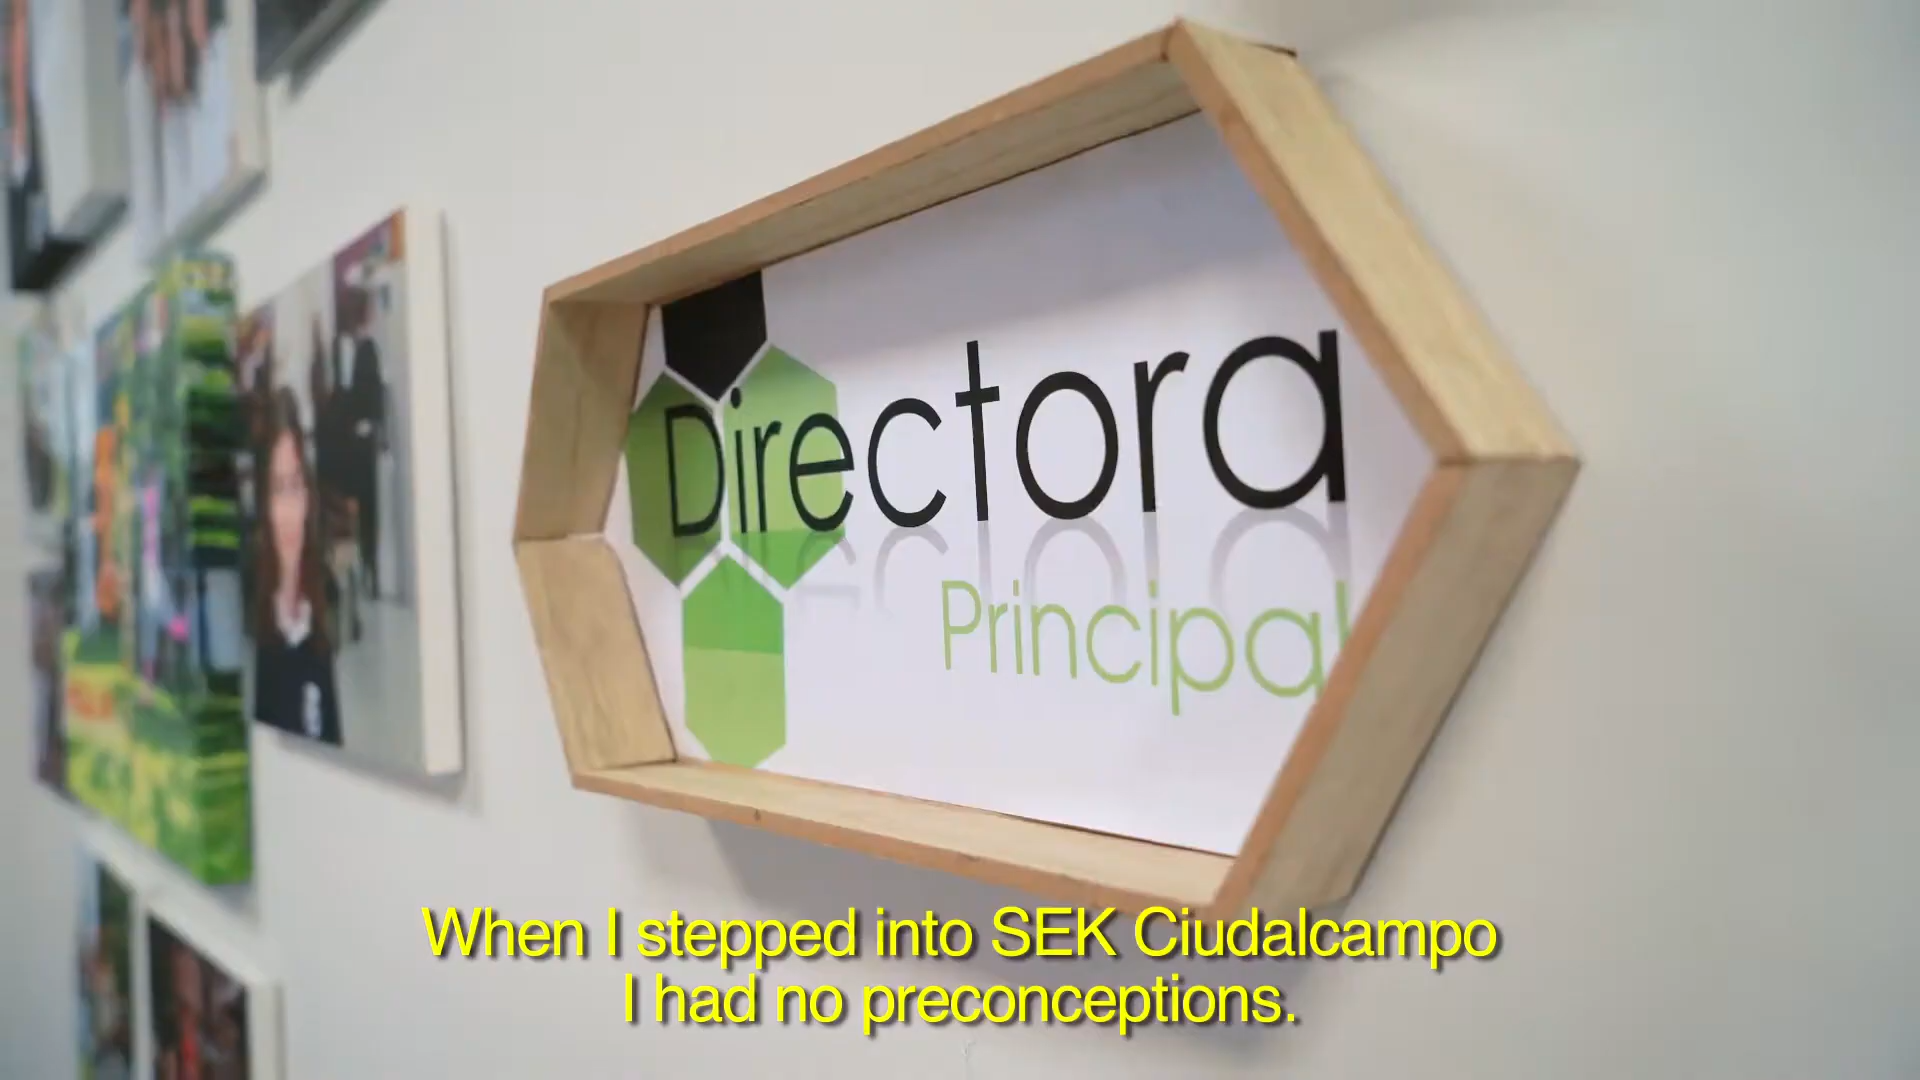 Directora
Principal
When I stepped into SEK Ciudalcampo
I had no preconceptions.